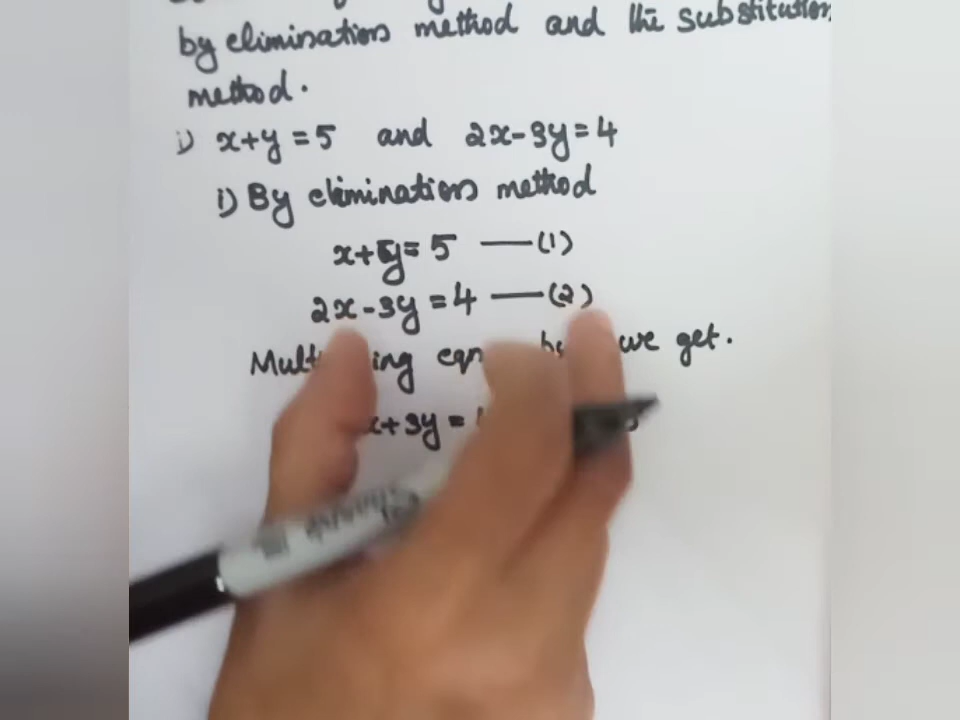 by elimination method and the substitution
method.
i) x+y=5 and 2x-3y=4
i) By elimination method
x+y=5 —(1)
2x-3y=4 —(2)
we get.
x+3y=